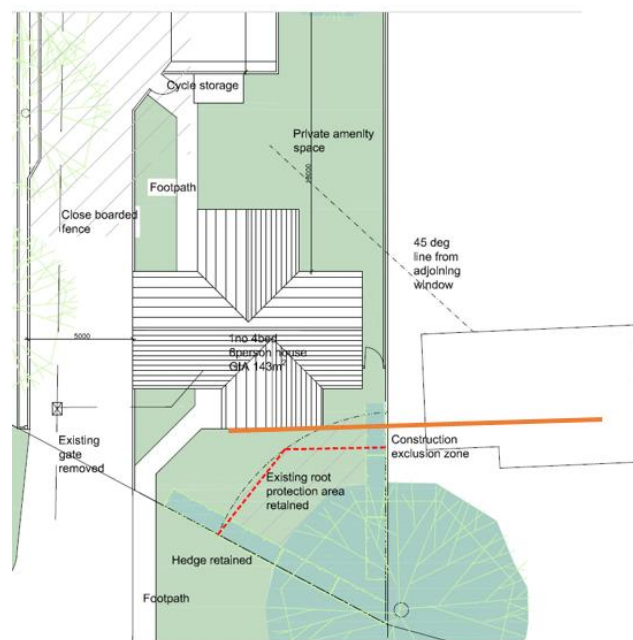 Cycle storage
Private amenity
space
25000
Footpath
Close boarded
fence
45 deg
line from
adjoining
window
5000
1no 4bed
6person house
GIA 143m²
Existing
gate
removed
Construction
exclusion zone
Existing root
protection area
retained
Hedge retained
Footpath